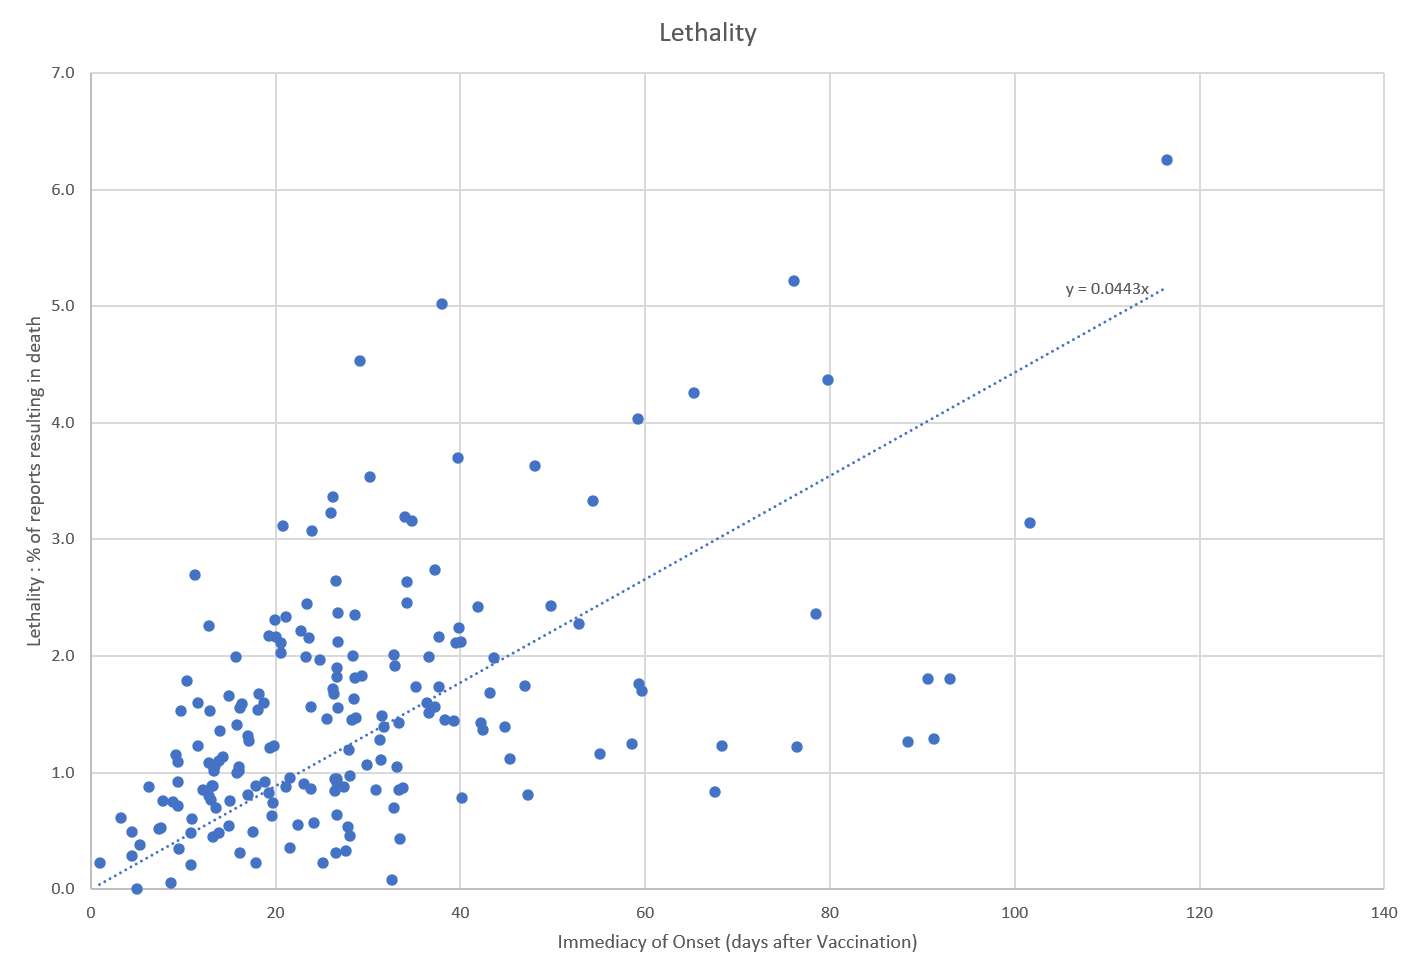 Lethality
7.0
6.0
5.0
4.0
3.0
2.0
1.0
0.0
Lethality : % of reports resulting in death
y = 0.0443x
0 20 40 60 80 100 120 140
Immediacy of Onset (days after Vaccination)